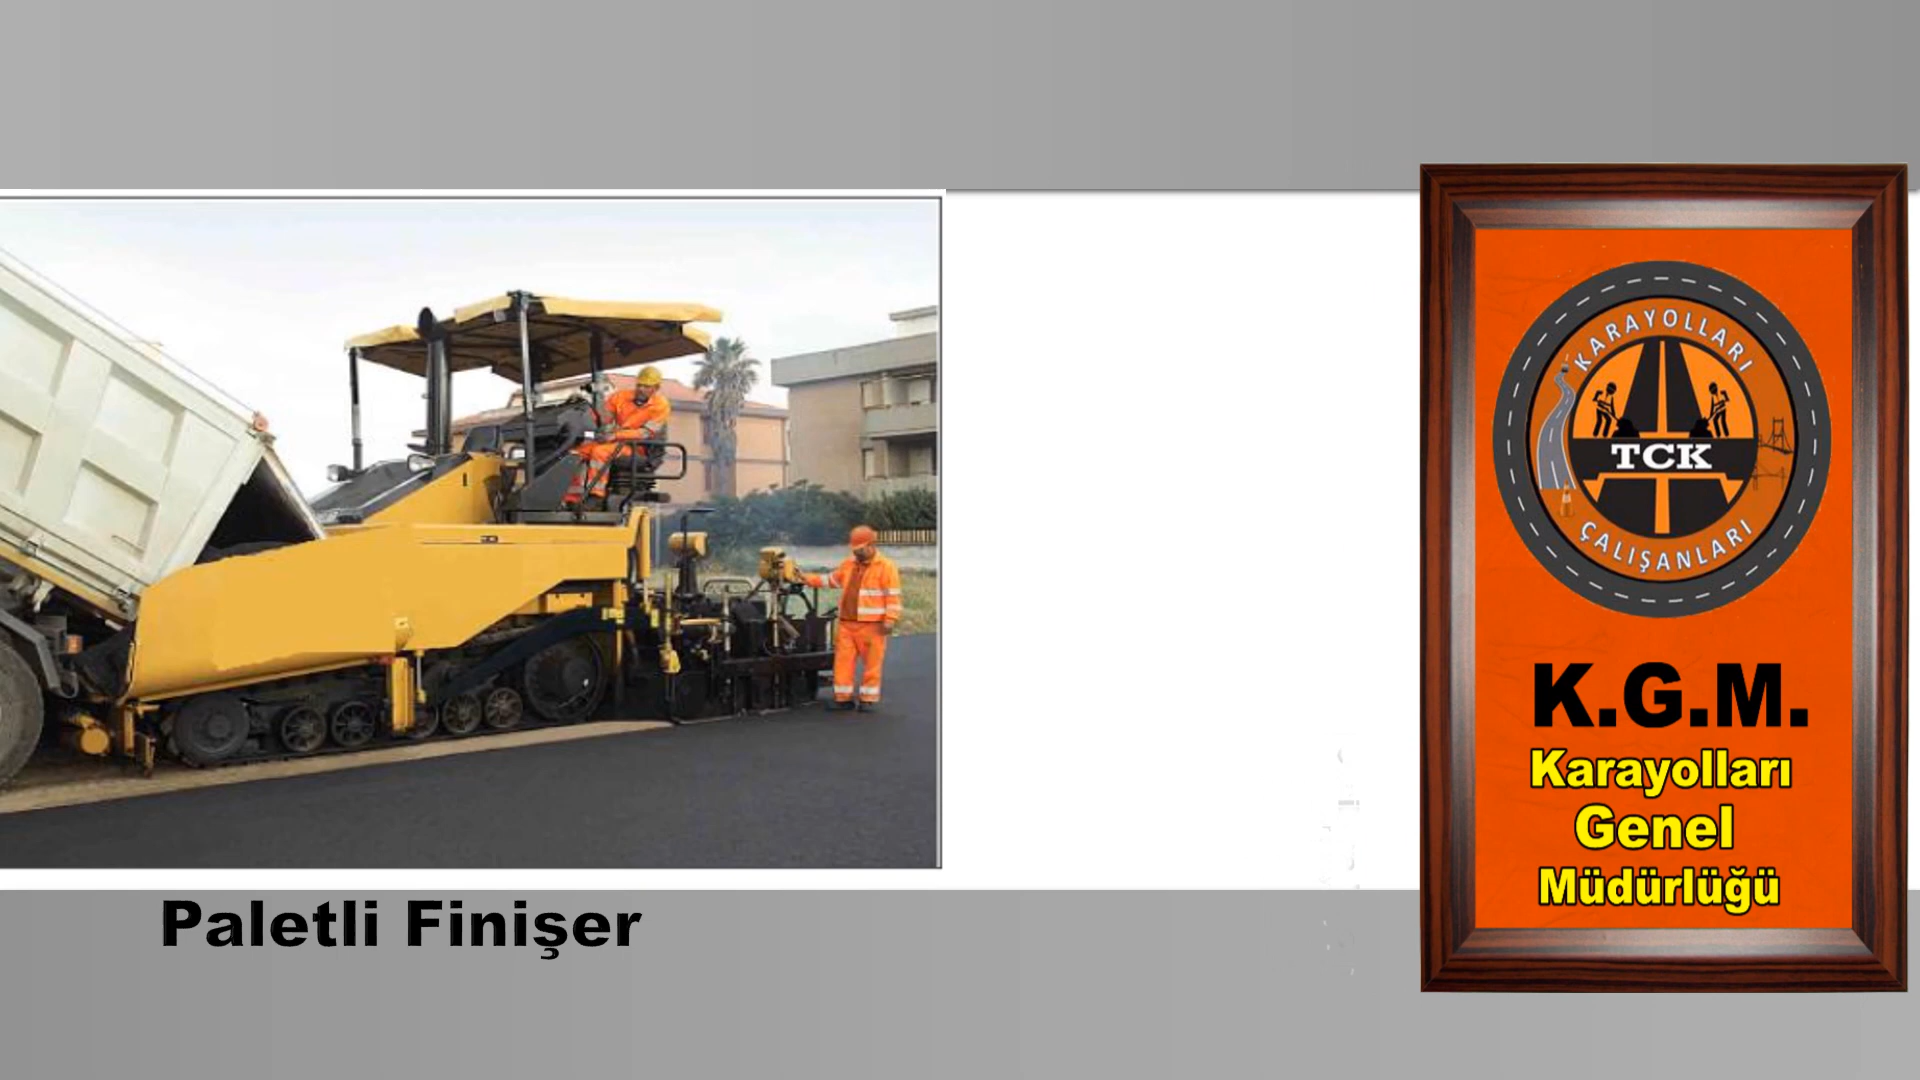 Paletli Finişer
KARAYOLLARI
TCK
ÇALIŞANLARI
K.G.M.
Karayolları
Genel
Müdürlüğü